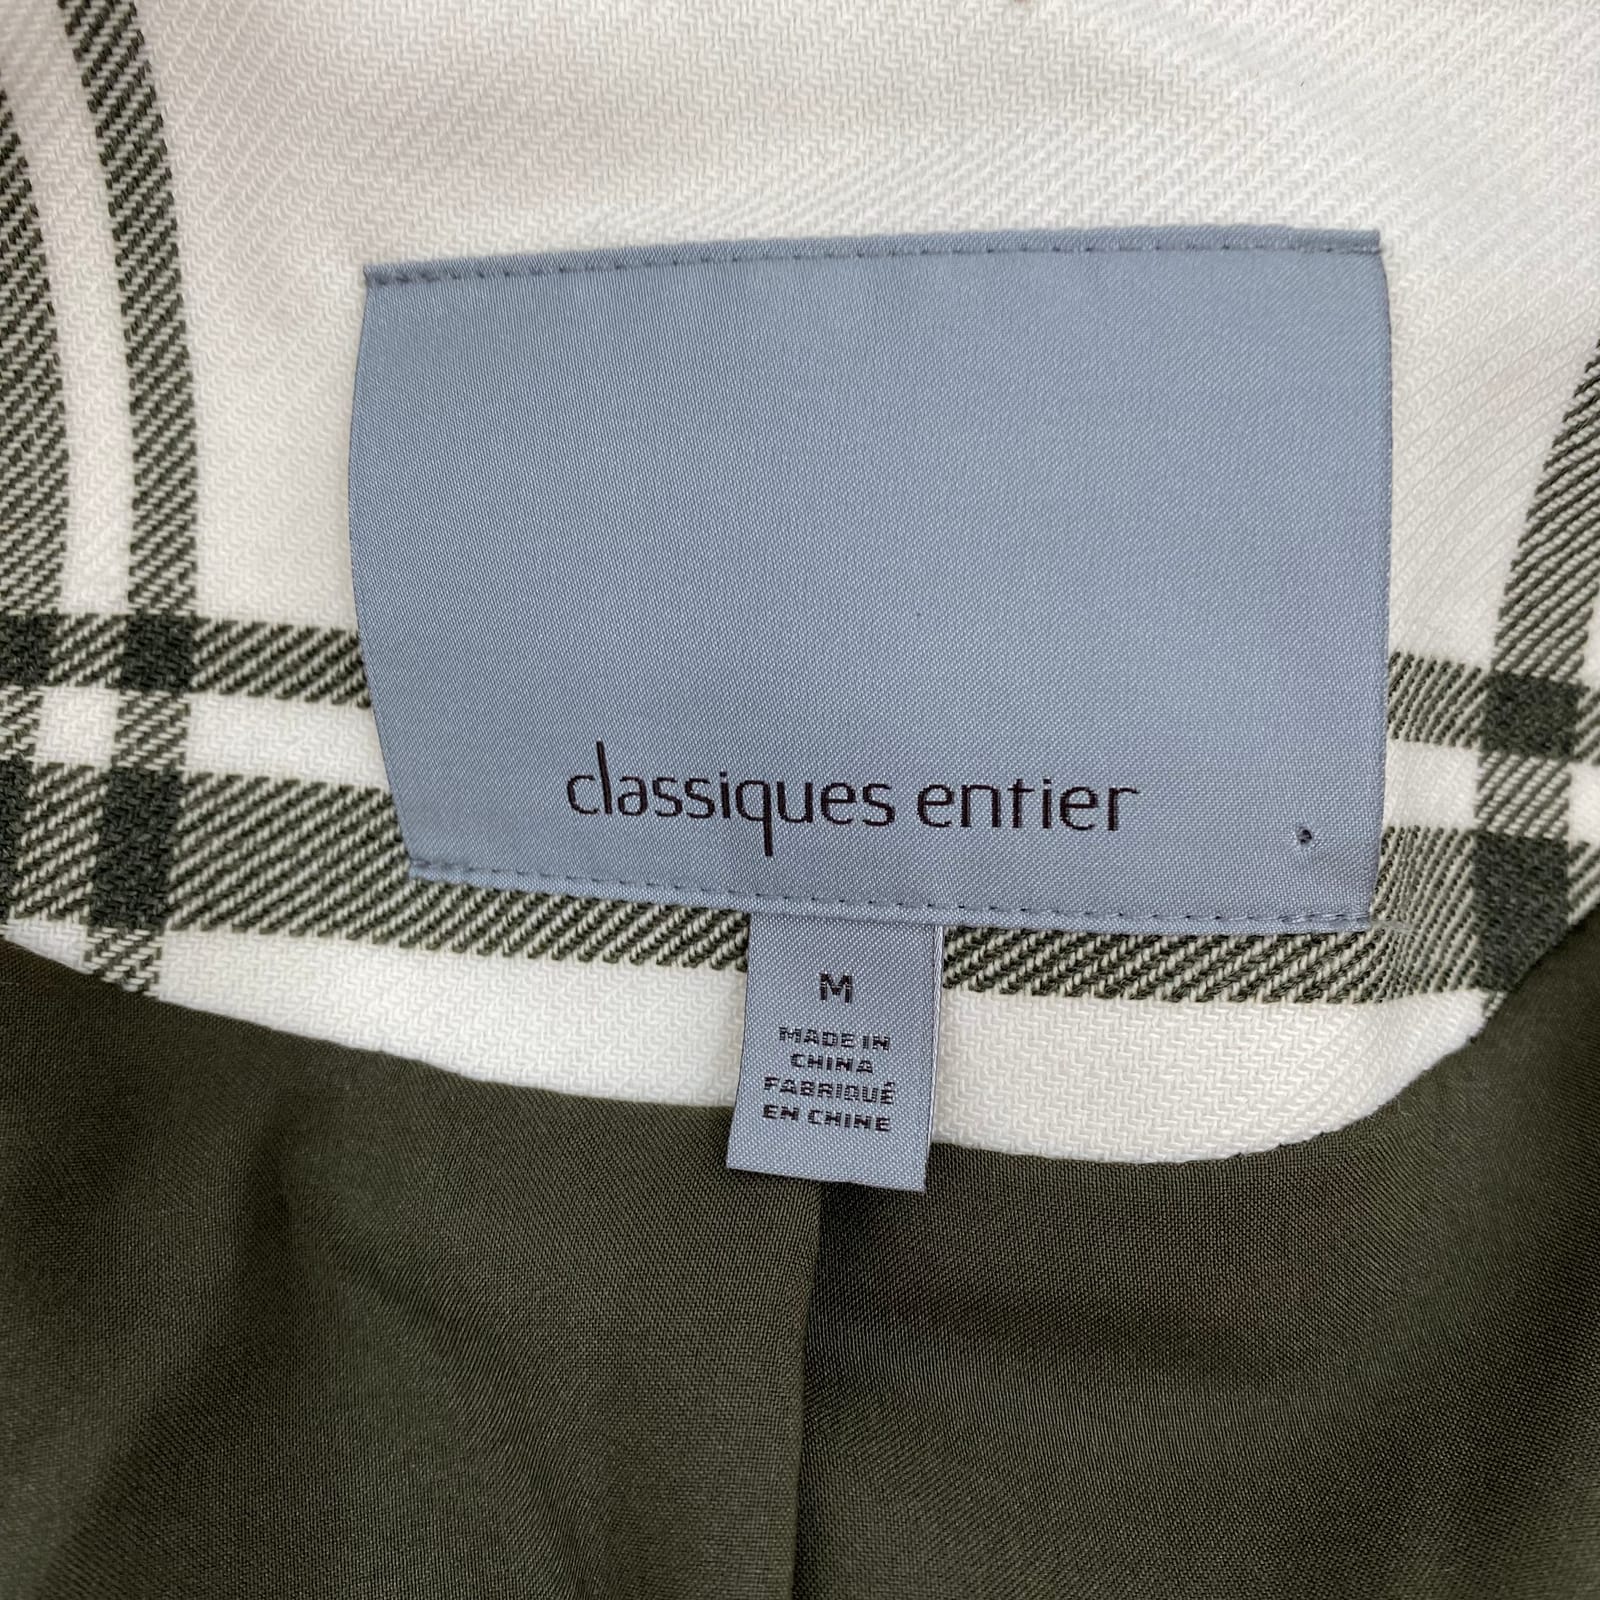 classiques entier
M
MADE IN
CHINA
FABRIQUÉ
EN CHINE